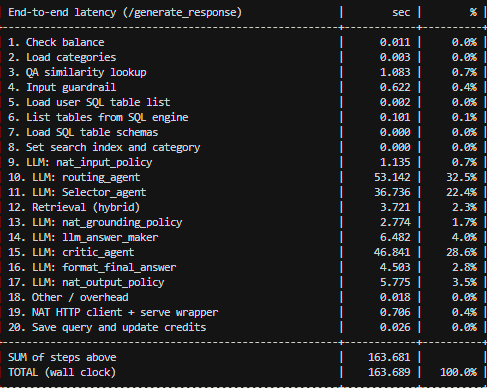 End-to-end latency (/generate_response) | sec | %
1. Check balance | 0.011 | 0.0%
2. Load categories | 0.003 | 0.0%
3. QA similarity lookup | 1.083 | 0.7%
4. Input guardrail | 0.622 | 0.4%
5. Load user SQL table list | 0.002 | 0.0%
6. List tables from SQL engine | 0.101 | 0.1%
7. Load SQL table schemas | 0.000 | 0.0%
8. Set search index and category | 0.000 | 0.0%
9. LLM: nat_input_policy | 1.135 | 0.7%
10. LLM: routing_agent | 53.142 | 32.5%
11. LLM: Selector_agent | 36.736 | 22.4%
12. Retrieval (hybrid) | 3.721 | 2.3%
13. LLM: nat_grounding_policy | 2.774 | 1.7%
14. LLM: llm_answer_maker | 6.482 | 4.0%
15. LLM: critic_agent | 46.841 | 28.6%
16. LLM: format_final_answer | 4.503 | 2.8%
17. LLM: nat_output_policy | 5.775 | 3.5%
18. Other / overhead | 0.018 | 0.0%
19. NAT HTTP client + serve wrapper | 0.706 | 0.4%
20. Save query and update credits | 0.026 | 0.0%
SUM of steps above | 163.681 |
TOTAL (wall clock) | 163.689 | 100.0%